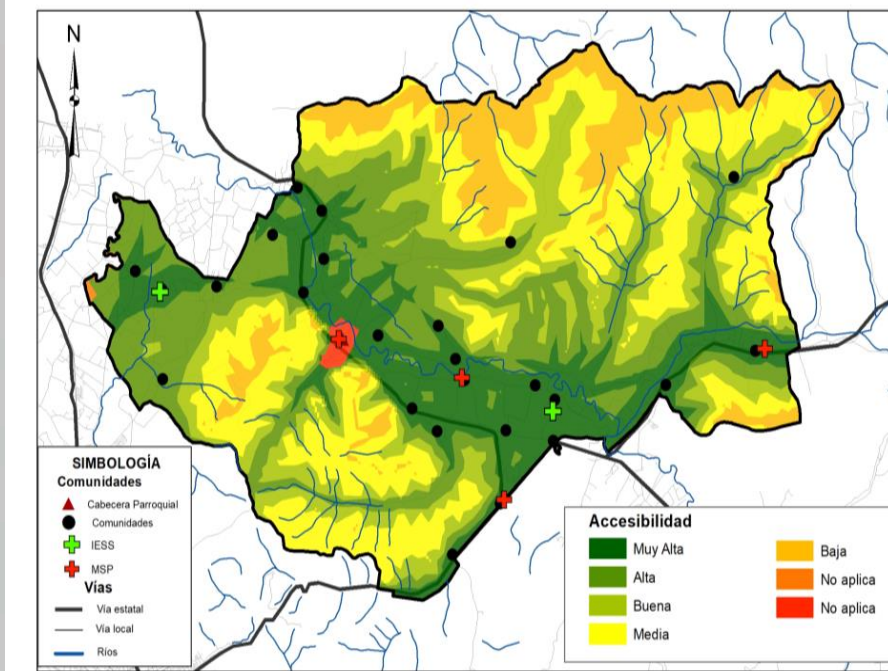 N
SIMBOLOGÍA
Comunidades
Cabecera Parroquial
Comunidades
IESS
MSP
Vías
Vía estatal
Vía local
Ríos
Accesibilidad
Muy Alta
Alta
Buena
Media
Baja
No aplica
No aplica